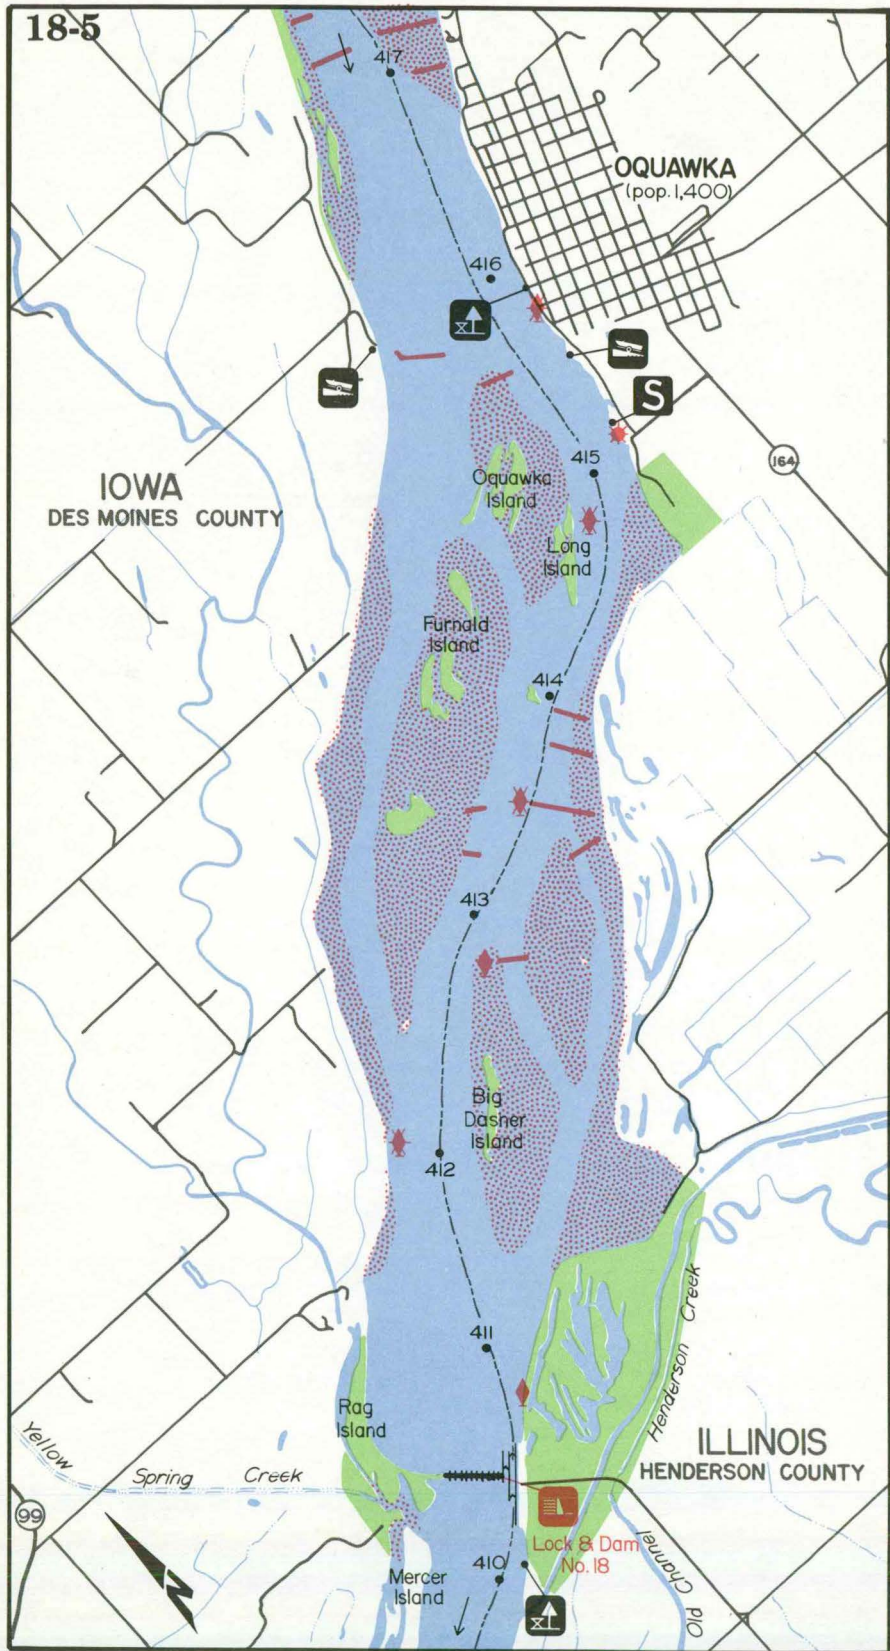 18-5
417
OQUAWKA
(pop. 1,400)
416
S
415
164
Oquawka
Island
IOWA
DES MOINES COUNTY
Long
Island
Furnald
Island
414
413
Big
Dasher
Island
412
411
Henderson Creek
Rag
Island
ILLINOIS
HENDERSON COUNTY
Yellow Spring Creek
99
Lock & Dam
No. 18
Old Channel
410
Mercer
Island
N